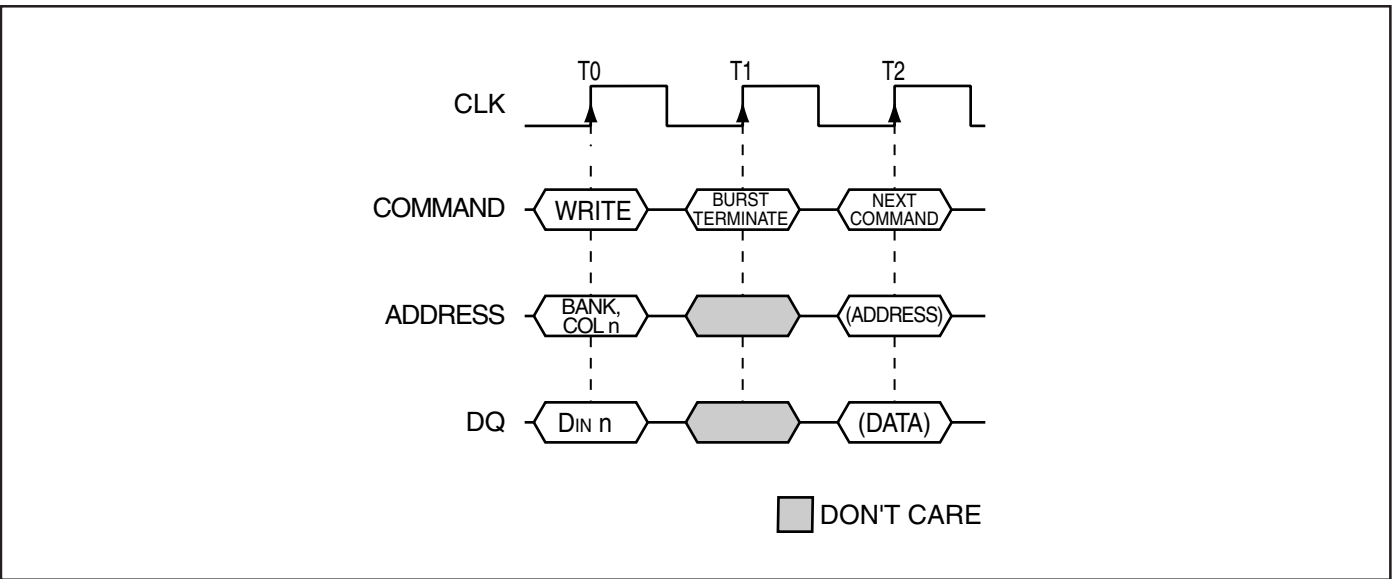 T0 T1 T2
CLK
COMMAND WRITE BURST TERMINATE NEXT COMMAND
ADDRESS BANK, COL n (ADDRESS)
DQ DIN n (DATA)
DON'T CARE